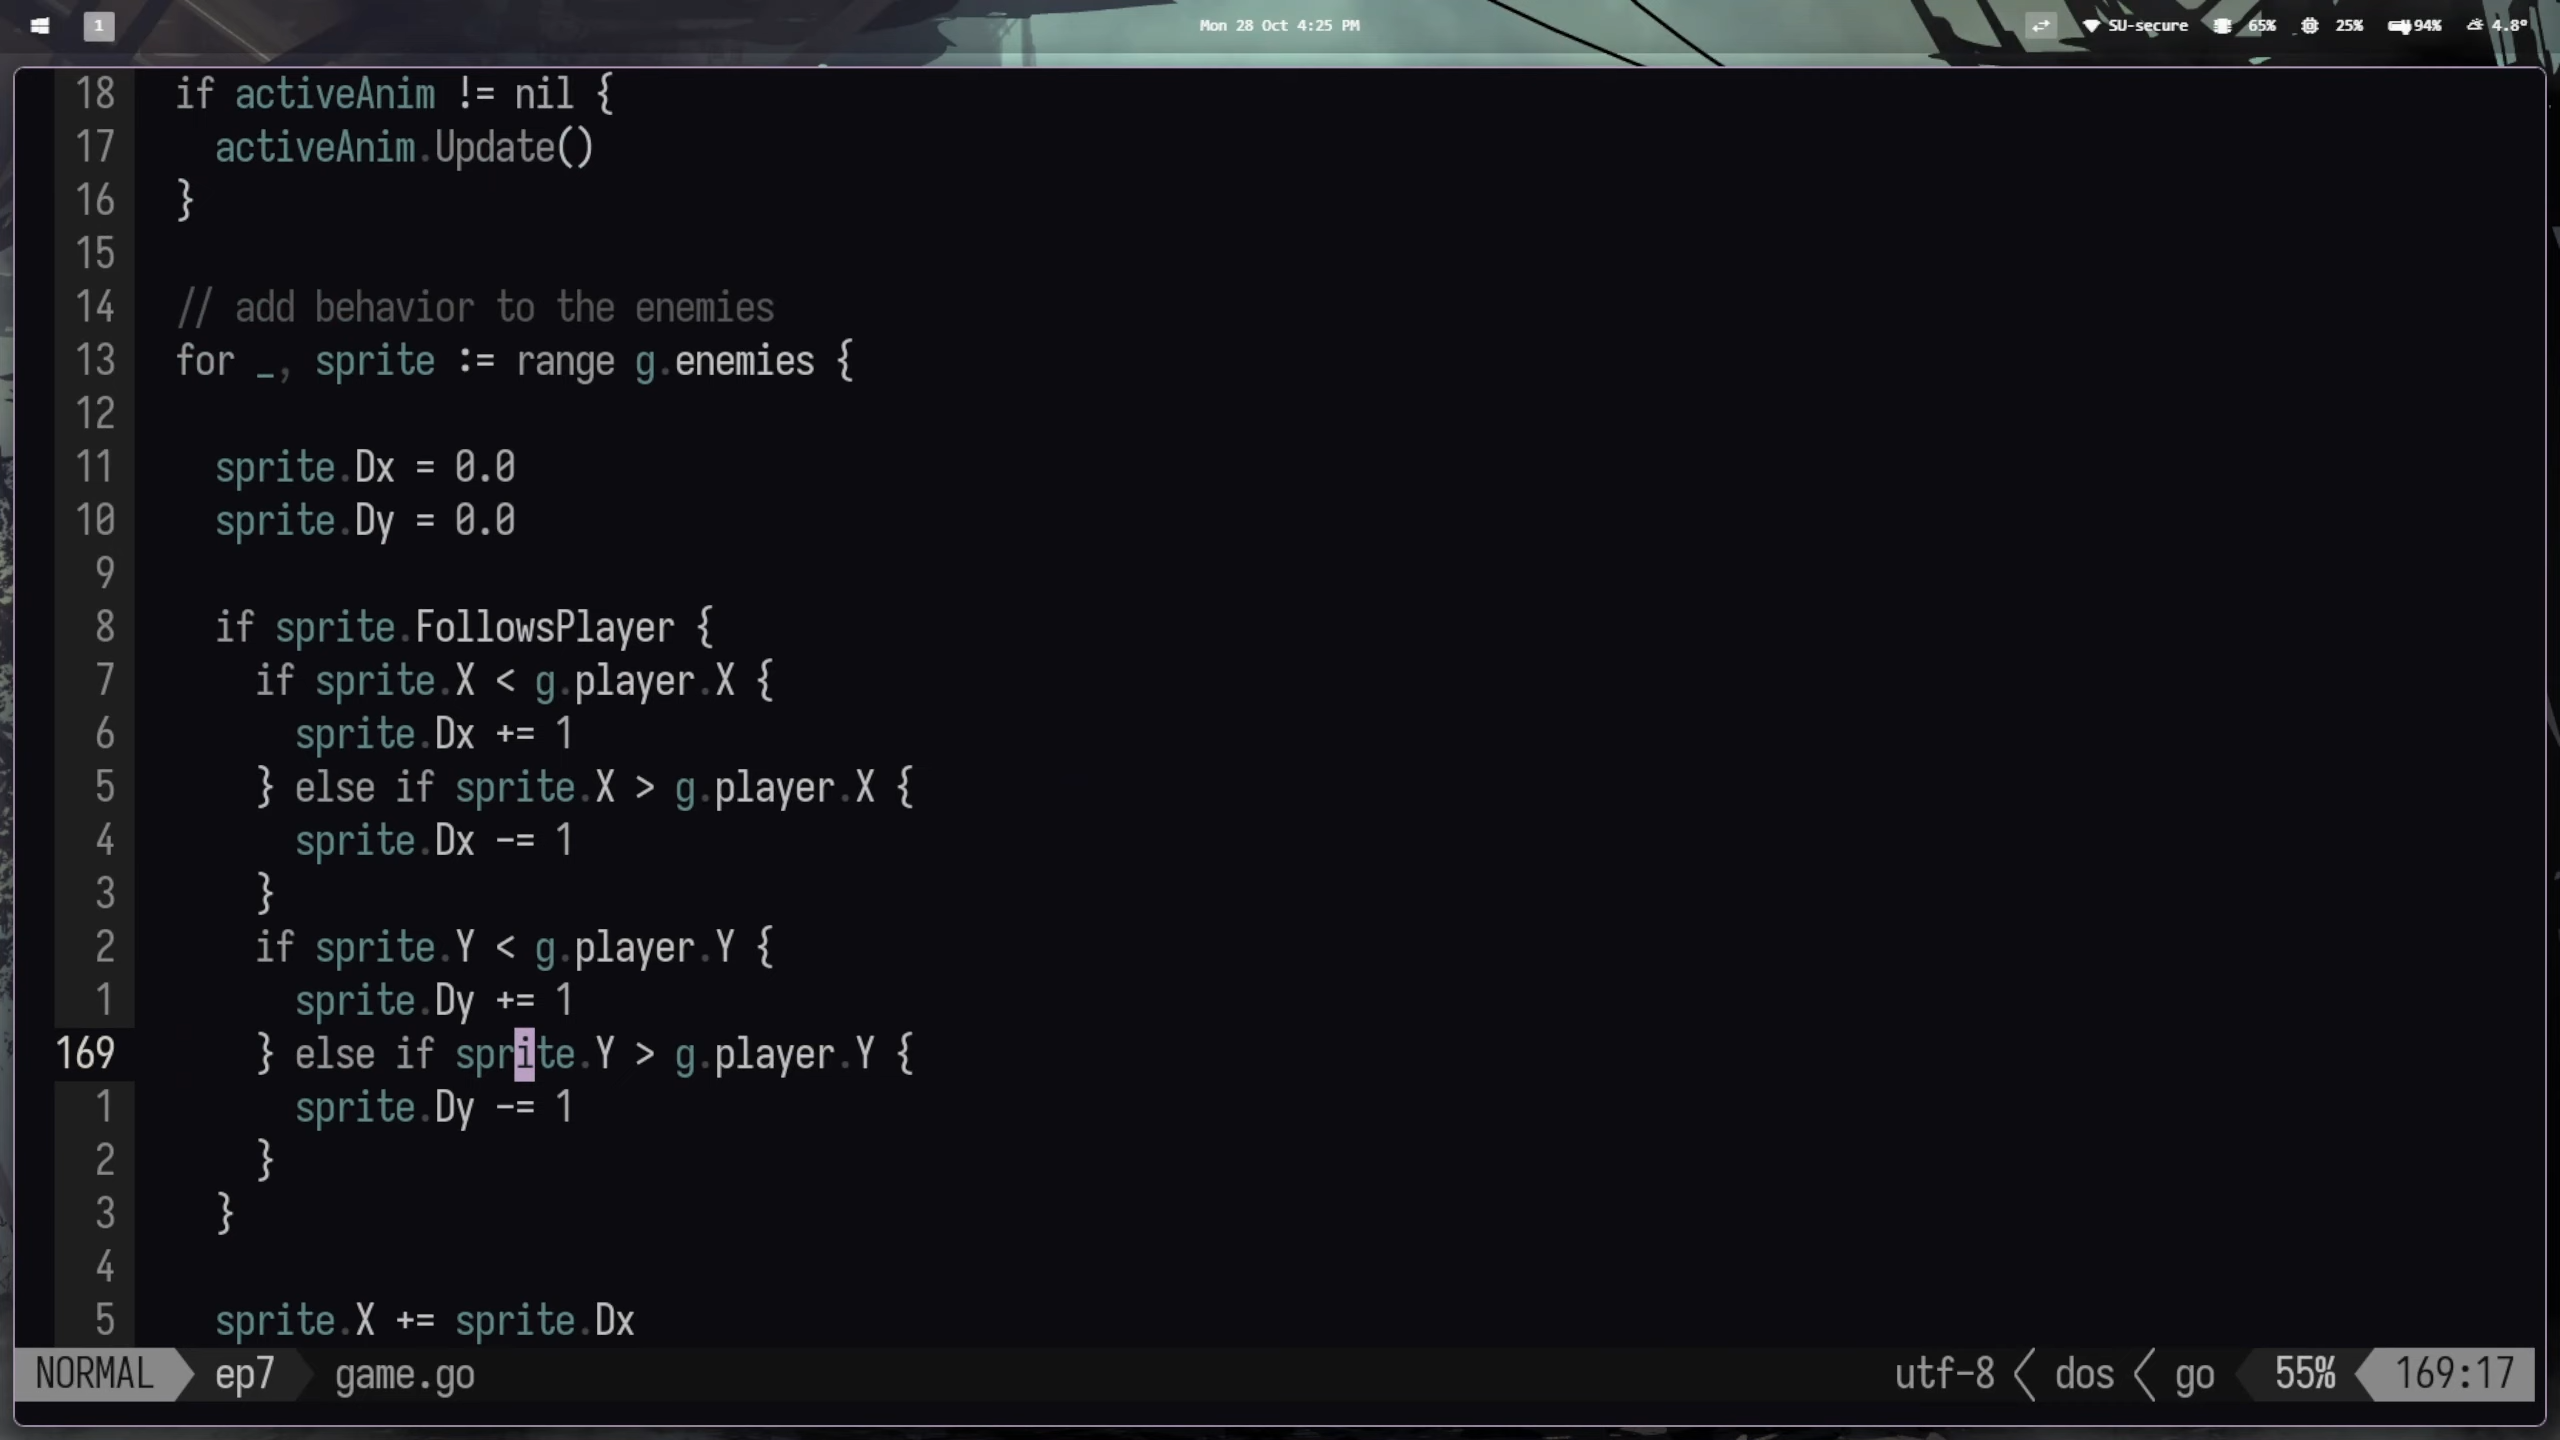 1
Mon 28 Oct 4:25 PM
SU-secure 65% 25% 94% 4.8°
18 if activeAnim != nil {
17 activeAnim.Update()
16 }
15
14 // add behavior to the enemies
13 for _, sprite := range g.enemies {
12
11 sprite.Dx = 0.0
10 sprite.Dy = 0.0
9
8 if sprite.FollowsPlayer {
7 if sprite.X < g.player.X {
6 sprite.Dx += 1
5 } else if sprite.X > g.player.X {
4 sprite.Dx -= 1
3 }
2 if sprite.Y < g.player.Y {
1 sprite.Dy += 1
169 } else if sprite.Y > g.player.Y {
1 sprite.Dy -= 1
2 }
3 }
4
5 sprite.X += sprite.Dx
NORMAL ep7 game.go utf-8 dos go 55% 169:17